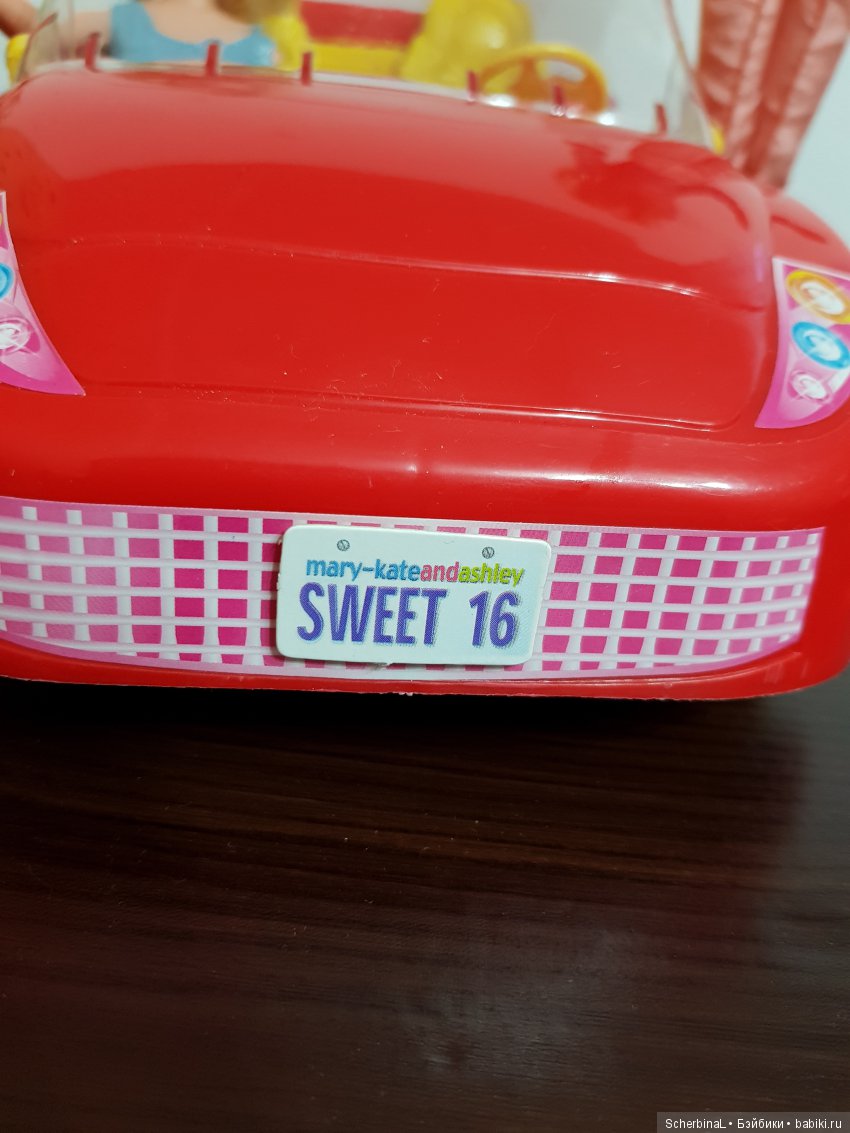 mary-kateandashley
SWEET 16
ScherbinaL • Бэйбики • babiki.ru